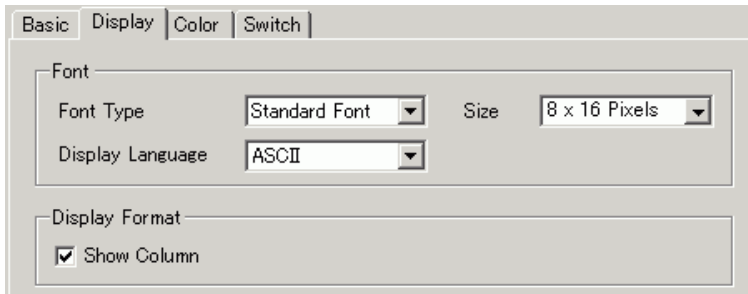 Basic Display Color Switch
Font
Font Type Standard Font Size 8 x 16 Pixels
Display Language ASCII
Display Format
Show Column